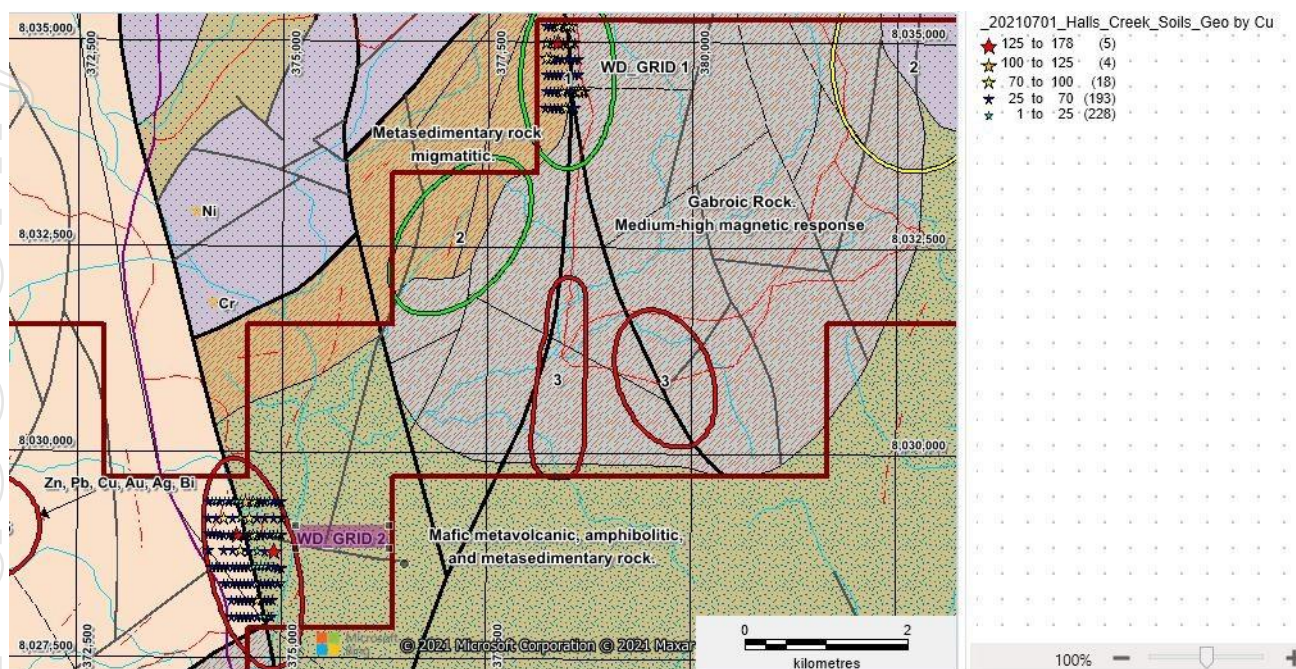 8,035,000
372,500
375,000
377,500
380,000
8,035,000
WD_GRID 1
1
2
Metasedimentary rock
migmatitic.
Ni
2
Gabroic Rock.
Medium-high magnetic response
8,032,500
8,032,500
Cr
3
3
8,030,000
8,030,000
Zn, Pb, Cu, Au, Ag, Bi
WD_GRID 2
Mafic metavolcanic, amphibolitic,
and metasedimentary rock.
8,027,500
372,500
375,000
377,500
Microsoft
© 2021 Microsoft Corporation © 2021 Maxar
0 2
kilometres
_20210701_Halls_Creek_Soils_Geo by Cu
125 to 178 (5)
100 to 125 (4)
70 to 100 (18)
25 to 70 (193)
1 to 25 (228)
100%